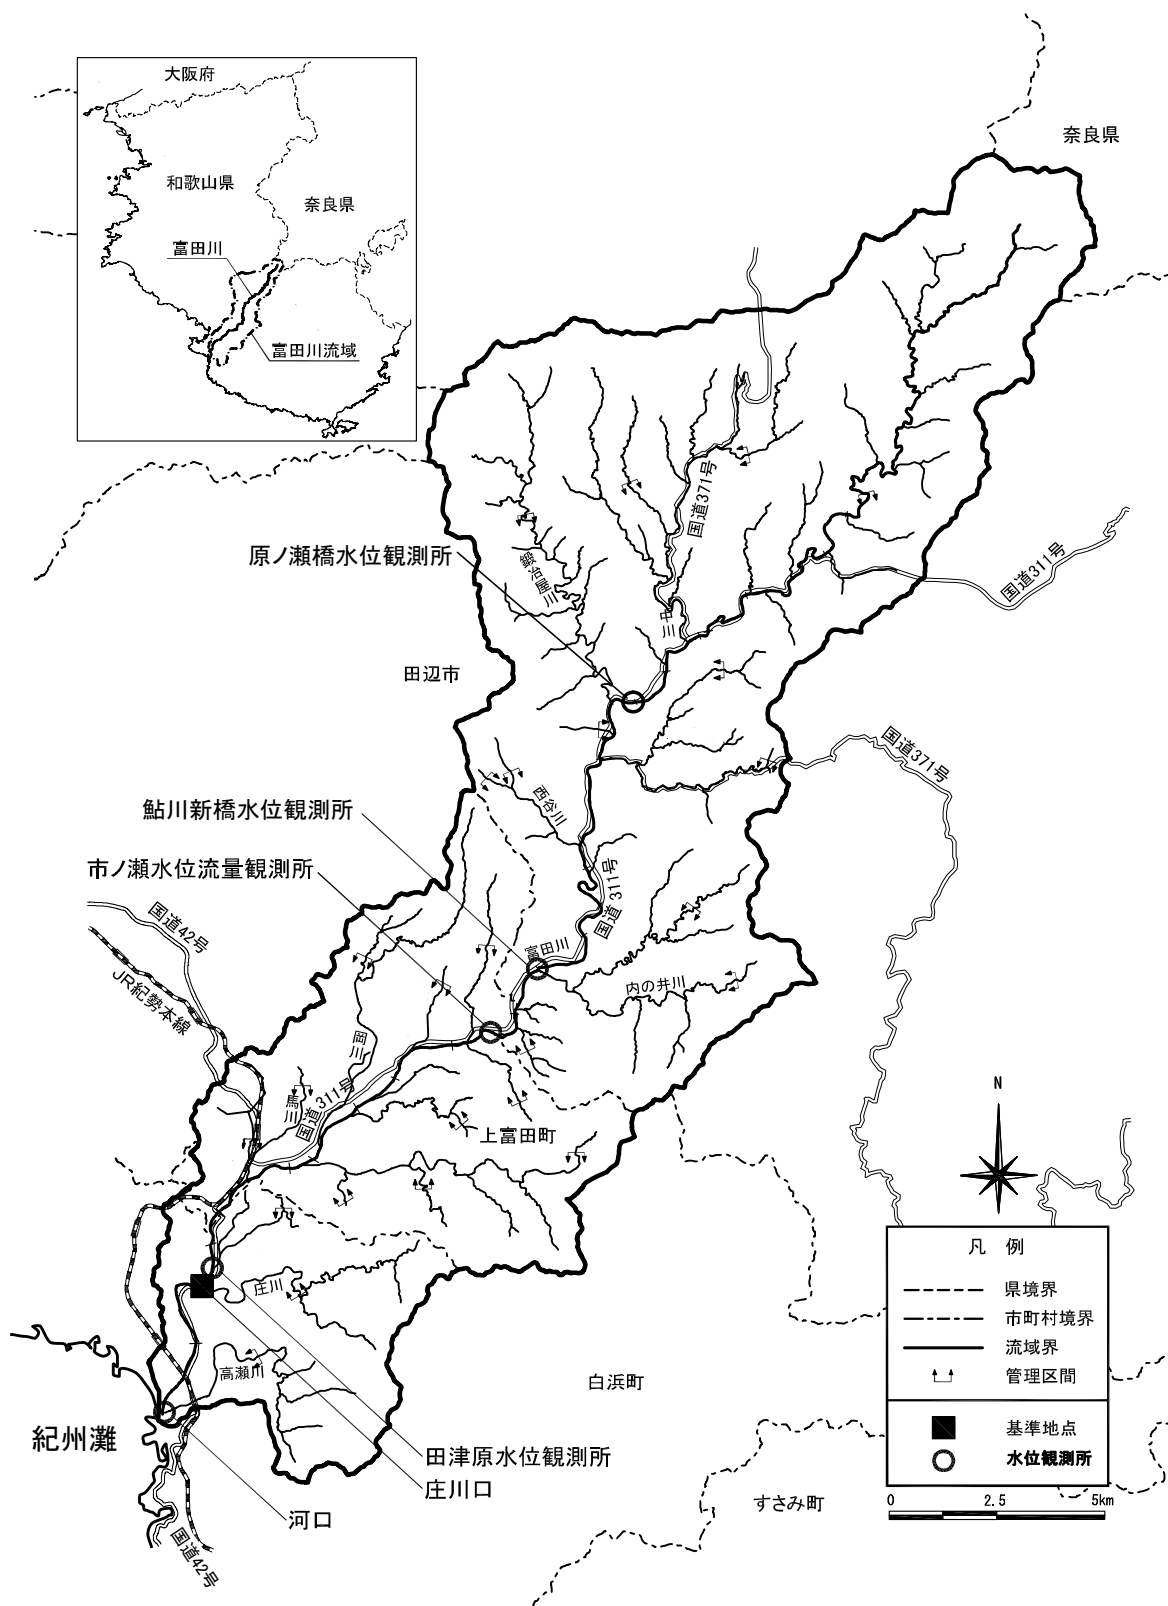 大阪府
和歌山県
奈良県
富田川
富田川流域
奈良県
国道371号
原ノ瀬橋水位観測所
鍛治屋川
国道311号
中
三
田辺市
国道371号
鮎川新橋水位観測所
西谷川
市ノ瀬水位流量観測所
国道311号
国道42号
富田川
JR紀勢本線
内の井川
岡
三
馬
三
国道311号
上富田町
N
庄川
高瀬川
白浜町
紀州灘
田津原水位観測所
庄川口
河口
すさみ町
国道42号
凡 例
県境界
市町村境界
流域界
管理区間
基準地点
水位観測所
0 2.5 5km